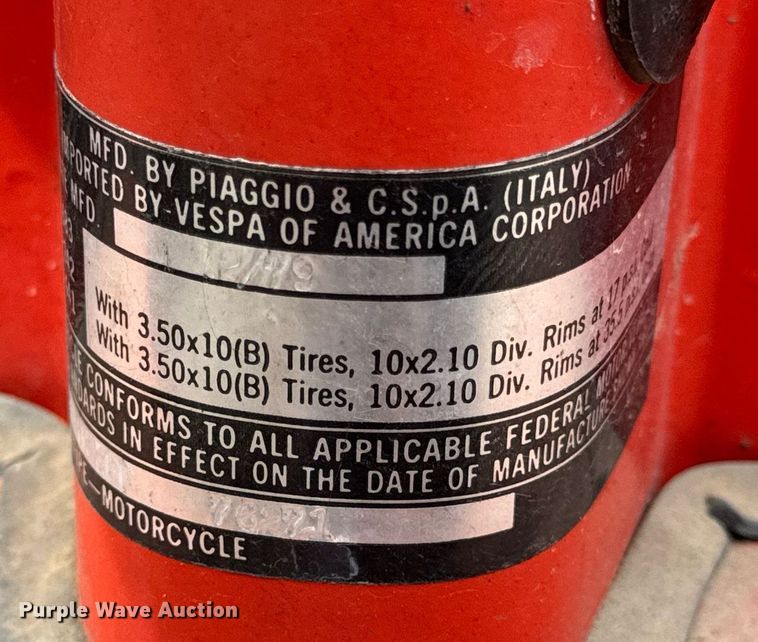 MFD. BY PIAGGIO & C.S.p.A. (ITALY)
IMPORTED BY-VESPA OF AMERICA CORPORATION
MFD.
With 3.50x10(B) Tires, 10x2.10 Div. Rims at 17 p.s.i.
With 3.50x10(B) Tires, 10x2.10 Div. Rims at
CONFORMS TO ALL APPLICABLE FEDERAL
IN EFFECT ON THE DATE OF MANUFACTURE
—MOTORCYCLE
Purple Wave Auction